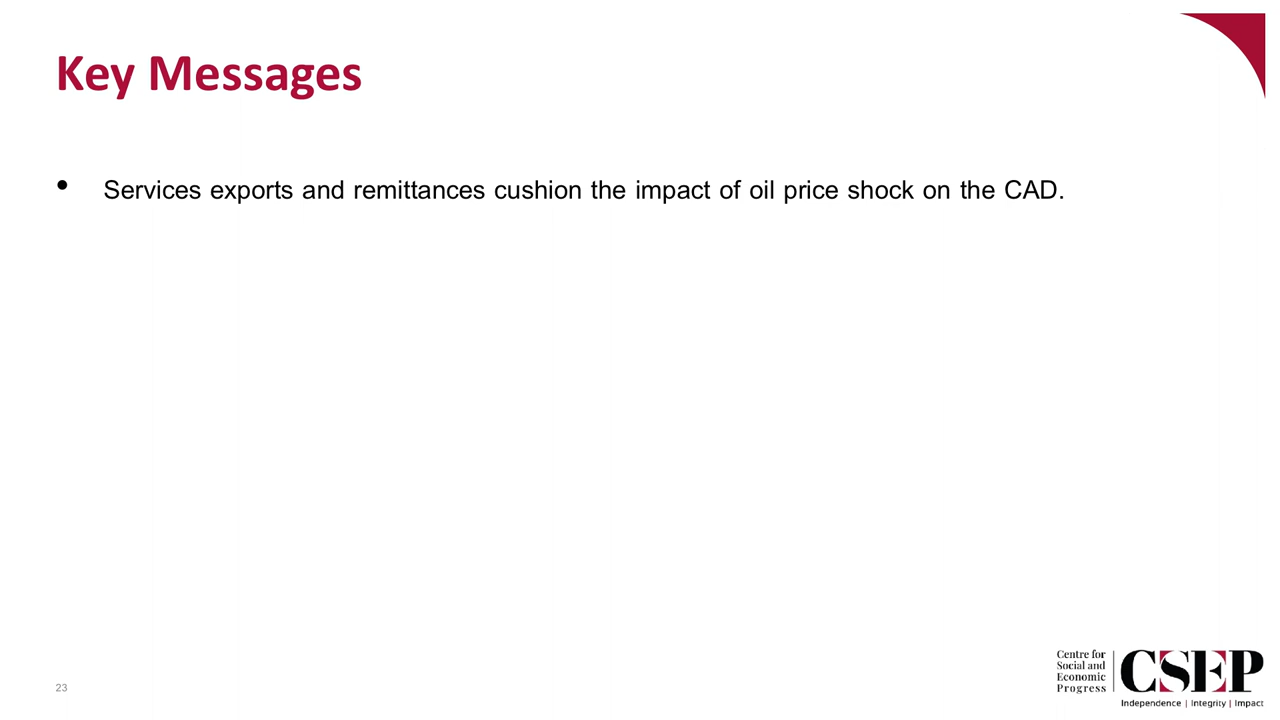 Key Messages
• Services exports and remittances cushion the impact of oil price shock on the CAD.
23
Centre for
Social and
Economic
Progress
CSEP
Independence | Integrity | Impact